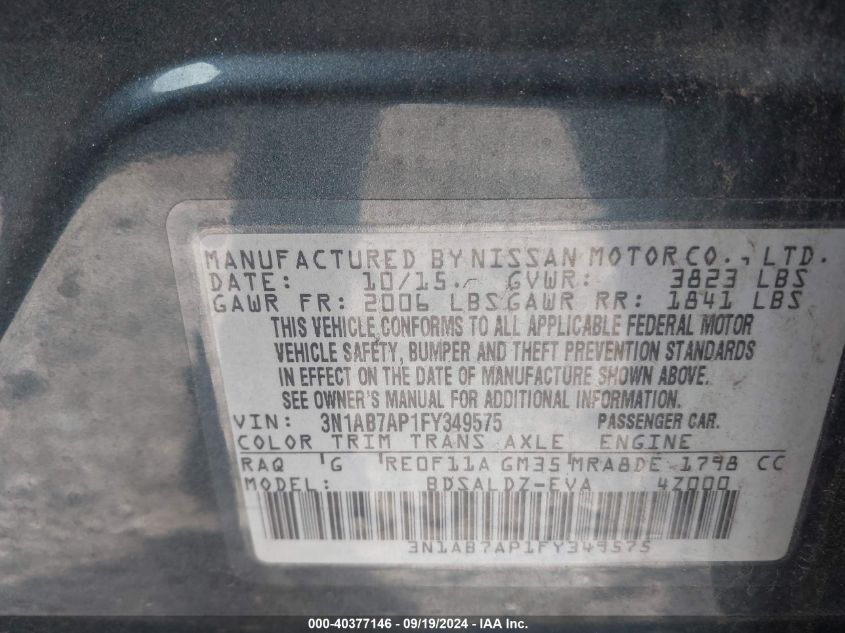 MANUFACTURED BY NISSAN MOTOR CO., LTD.
DATE: 10/15 GVWR: 3823 LBS
GAWR FR: 2006 LBS GAWR RR: 1841 LBS
THIS VEHICLE CONFORMS TO ALL APPLICABLE FEDERAL MOTOR
VEHICLE SAFETY, BUMPER AND THEFT PREVENTION STANDARDS
IN EFFECT ON THE DATE OF MANUFACTURE SHOWN ABOVE.
SEE OWNER'S MANUAL FOR ADDITIONAL INFORMATION.
VIN: 3N1AB7AP1FY349575 PASSENGER CAR.
COLOR TRIM TRANS AXLE ENGINE
RAQ G RE0F11A GM35 MRA8DE 1798 CC
MODEL: BDSALDZ-EVA 4Z000
3N1AB7AP1FY349575
000-40377146 - 09/19/2024 - IAA Inc.